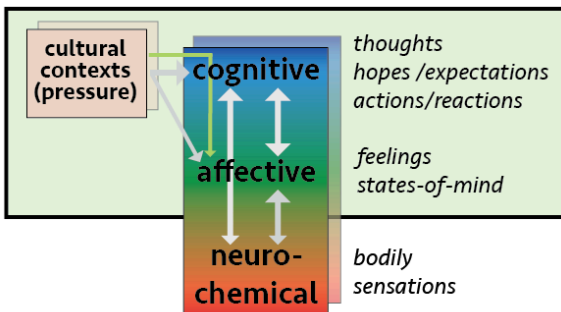 cultural
contexts
(pressure)
cognitive
thoughts
hopes /expectations
actions/reactions
affective
feelings
states-of-mind
neuro-
chemical
bodily
sensations